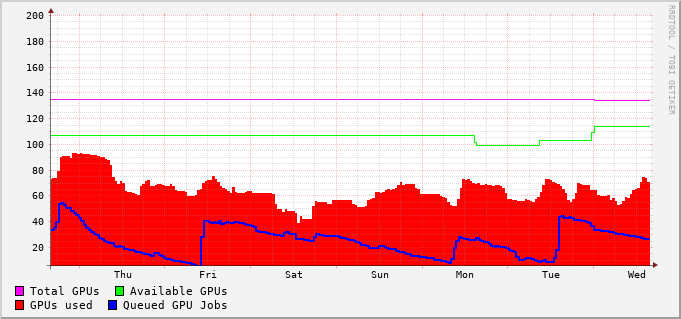 200
180
160
140
120
100
80
60
40
20
Thu Fri Sat Sun Mon Tue Wed
Total GPUs Available GPUs
GPUs used Queued GPU Jobs
RRDTOOL / TOBI OETIKER